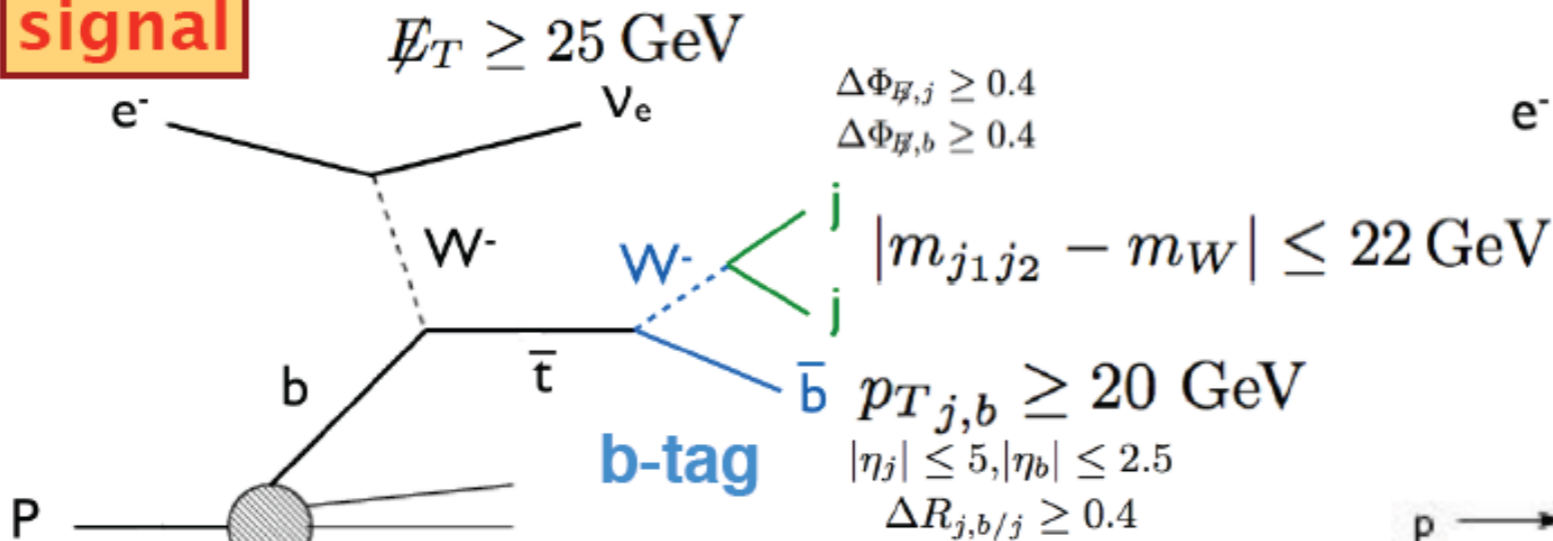 signal
E̸_T ≥ 25 GeV
e⁻
ν_e
ΔΦ_{E̸,j} ≥ 0.4
ΔΦ_{E̸,b} ≥ 0.4
e⁻
j
W⁻
W⁻
|m_{j₁j₂} − m_W| ≤ 22 GeV
j
b
t̄
b̄
p_{T j,b} ≥ 20 GeV
b-tag
|η_j| ≤ 5,|η_b| ≤ 2.5
P
ΔR_{j,b/j} ≥ 0.4
p